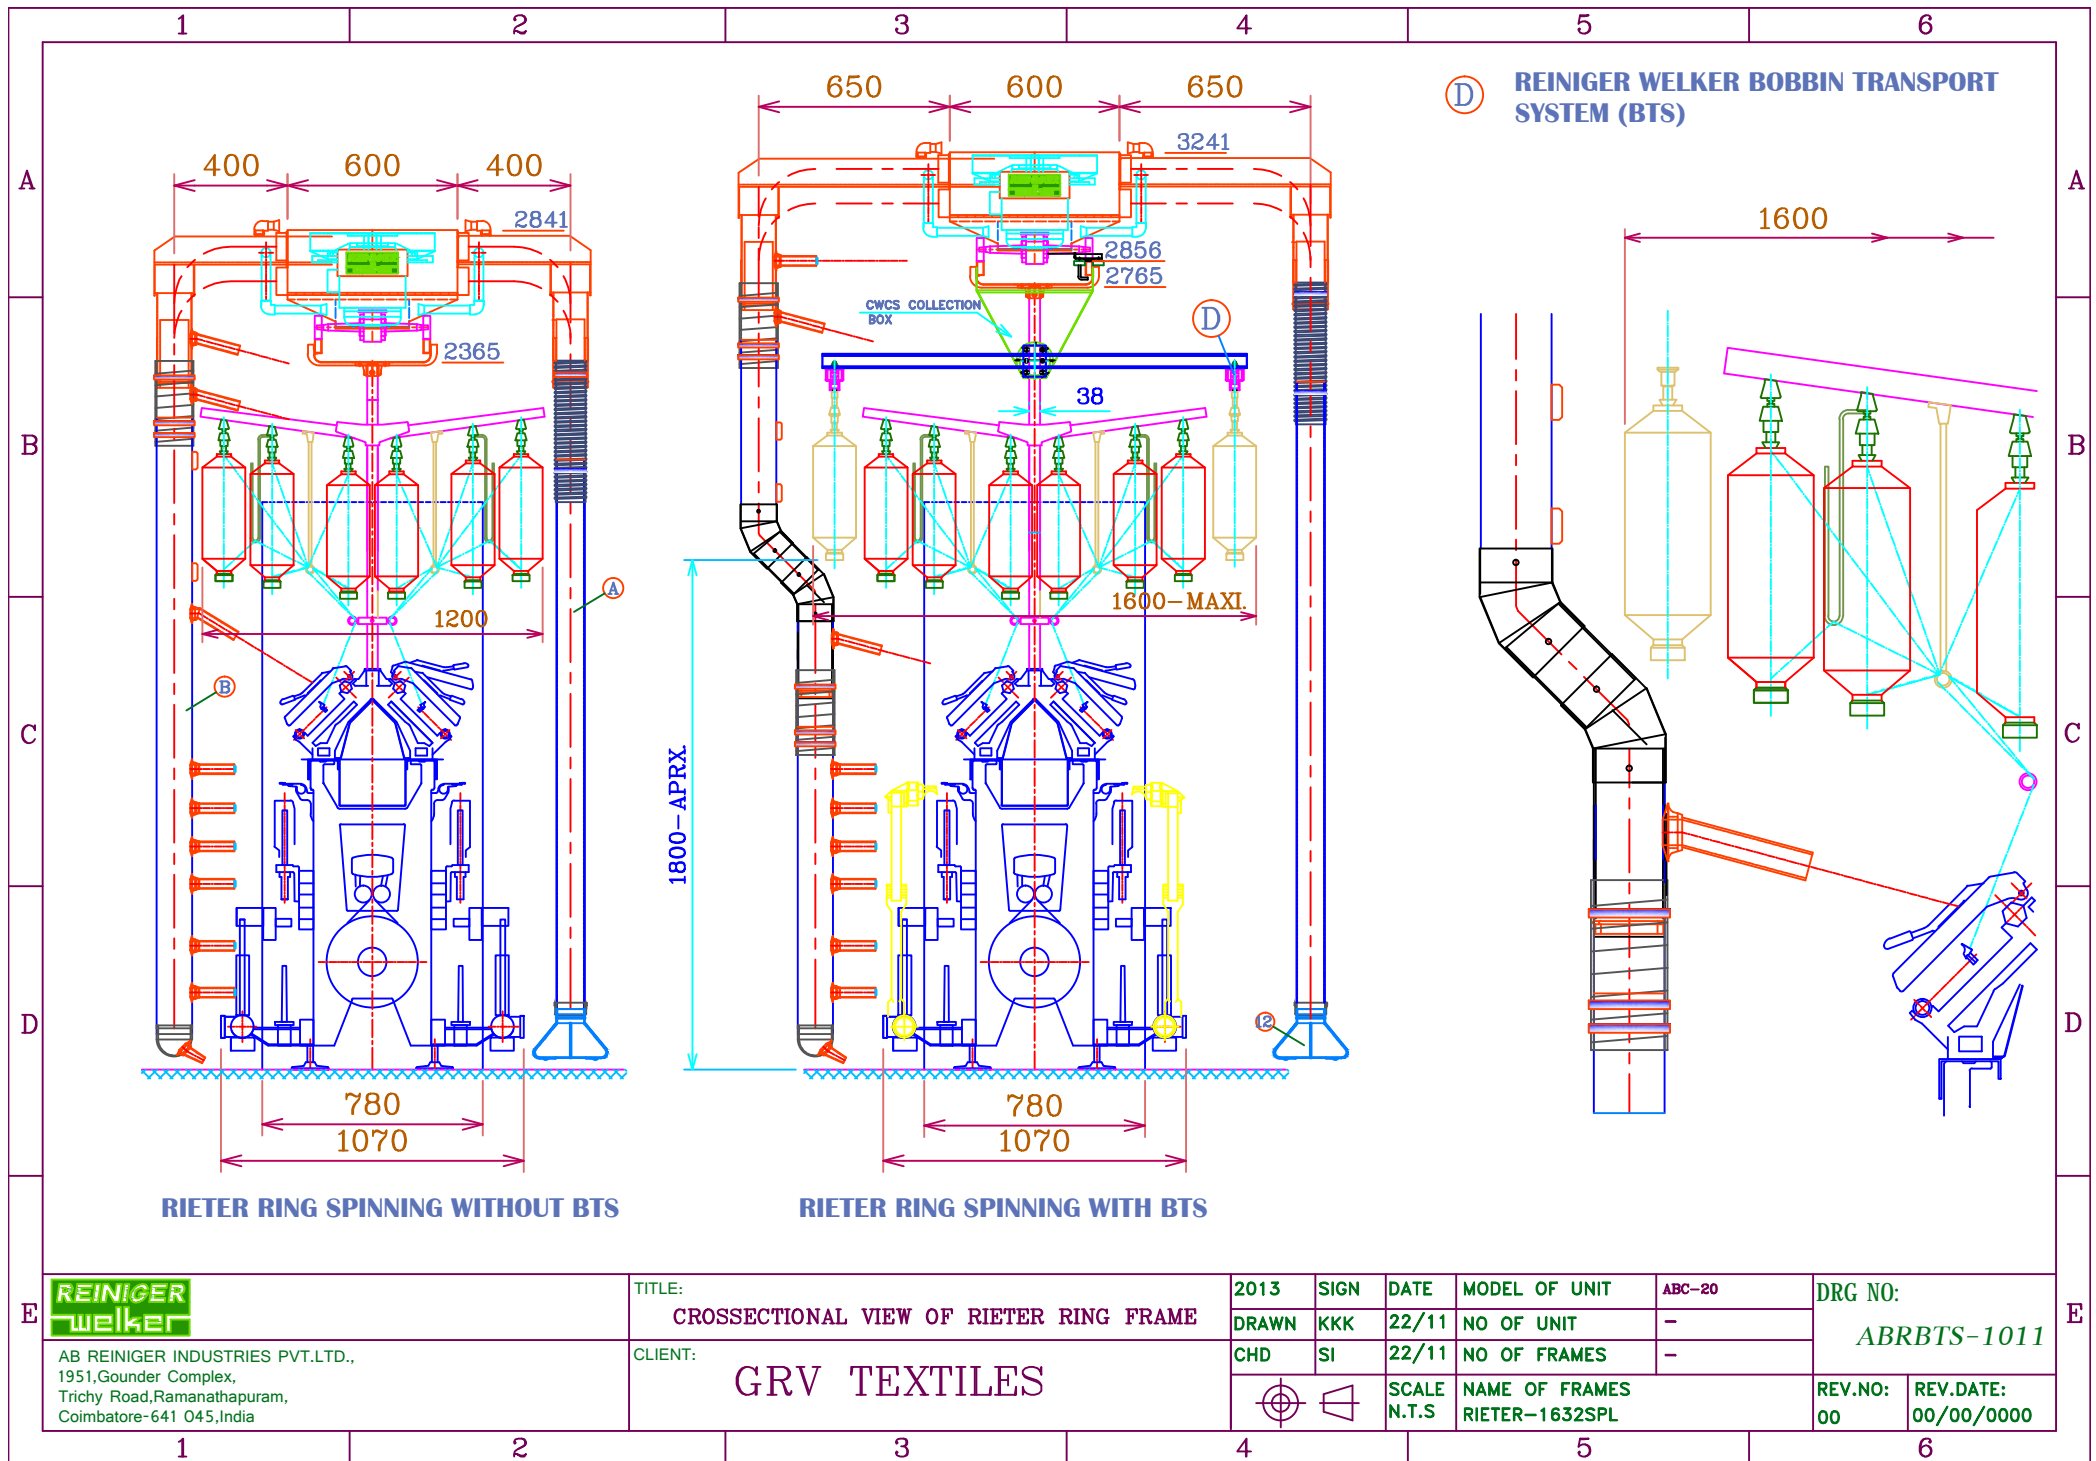 1 2 3 4 5 6
A
A
B
B
C
C
D
D
E
E
650 600 650
D REINIGER WELKER BOBBIN TRANSPORT
SYSTEM (BTS)
3241
400 600 400
2841
1600
2856
2765
CWCS COLLECTION
BOX
D
2365
38
A
1200
1600-MAXI.
B
1800-APRX.
12
780
1070
780
1070
RIETER RING SPINNING WITHOUT BTS
RIETER RING SPINNING WITH BTS
REINIGER
welker
AB REINIGER INDUSTRIES PVT.LTD.,
1951,Gounder Complex,
Trichy Road,Ramanathapuram,
Coimbatore-641 045,India
TITLE:
CROSSECTIONAL VIEW OF RIETER RING FRAME
CLIENT:
GRV TEXTILES
2013 SIGN DATE MODEL OF UNIT ABC-20
DRAWN KKK 22/11 NO OF UNIT -
CHD SI 22/11 NO OF FRAMES -
SCALE NAME OF FRAMES
N.T.S RIETER-1632SPL
DRG NO:
ABRBTS-1011
REV.NO: REV.DATE:
00 00/00/0000
1 2 3 4 5 6